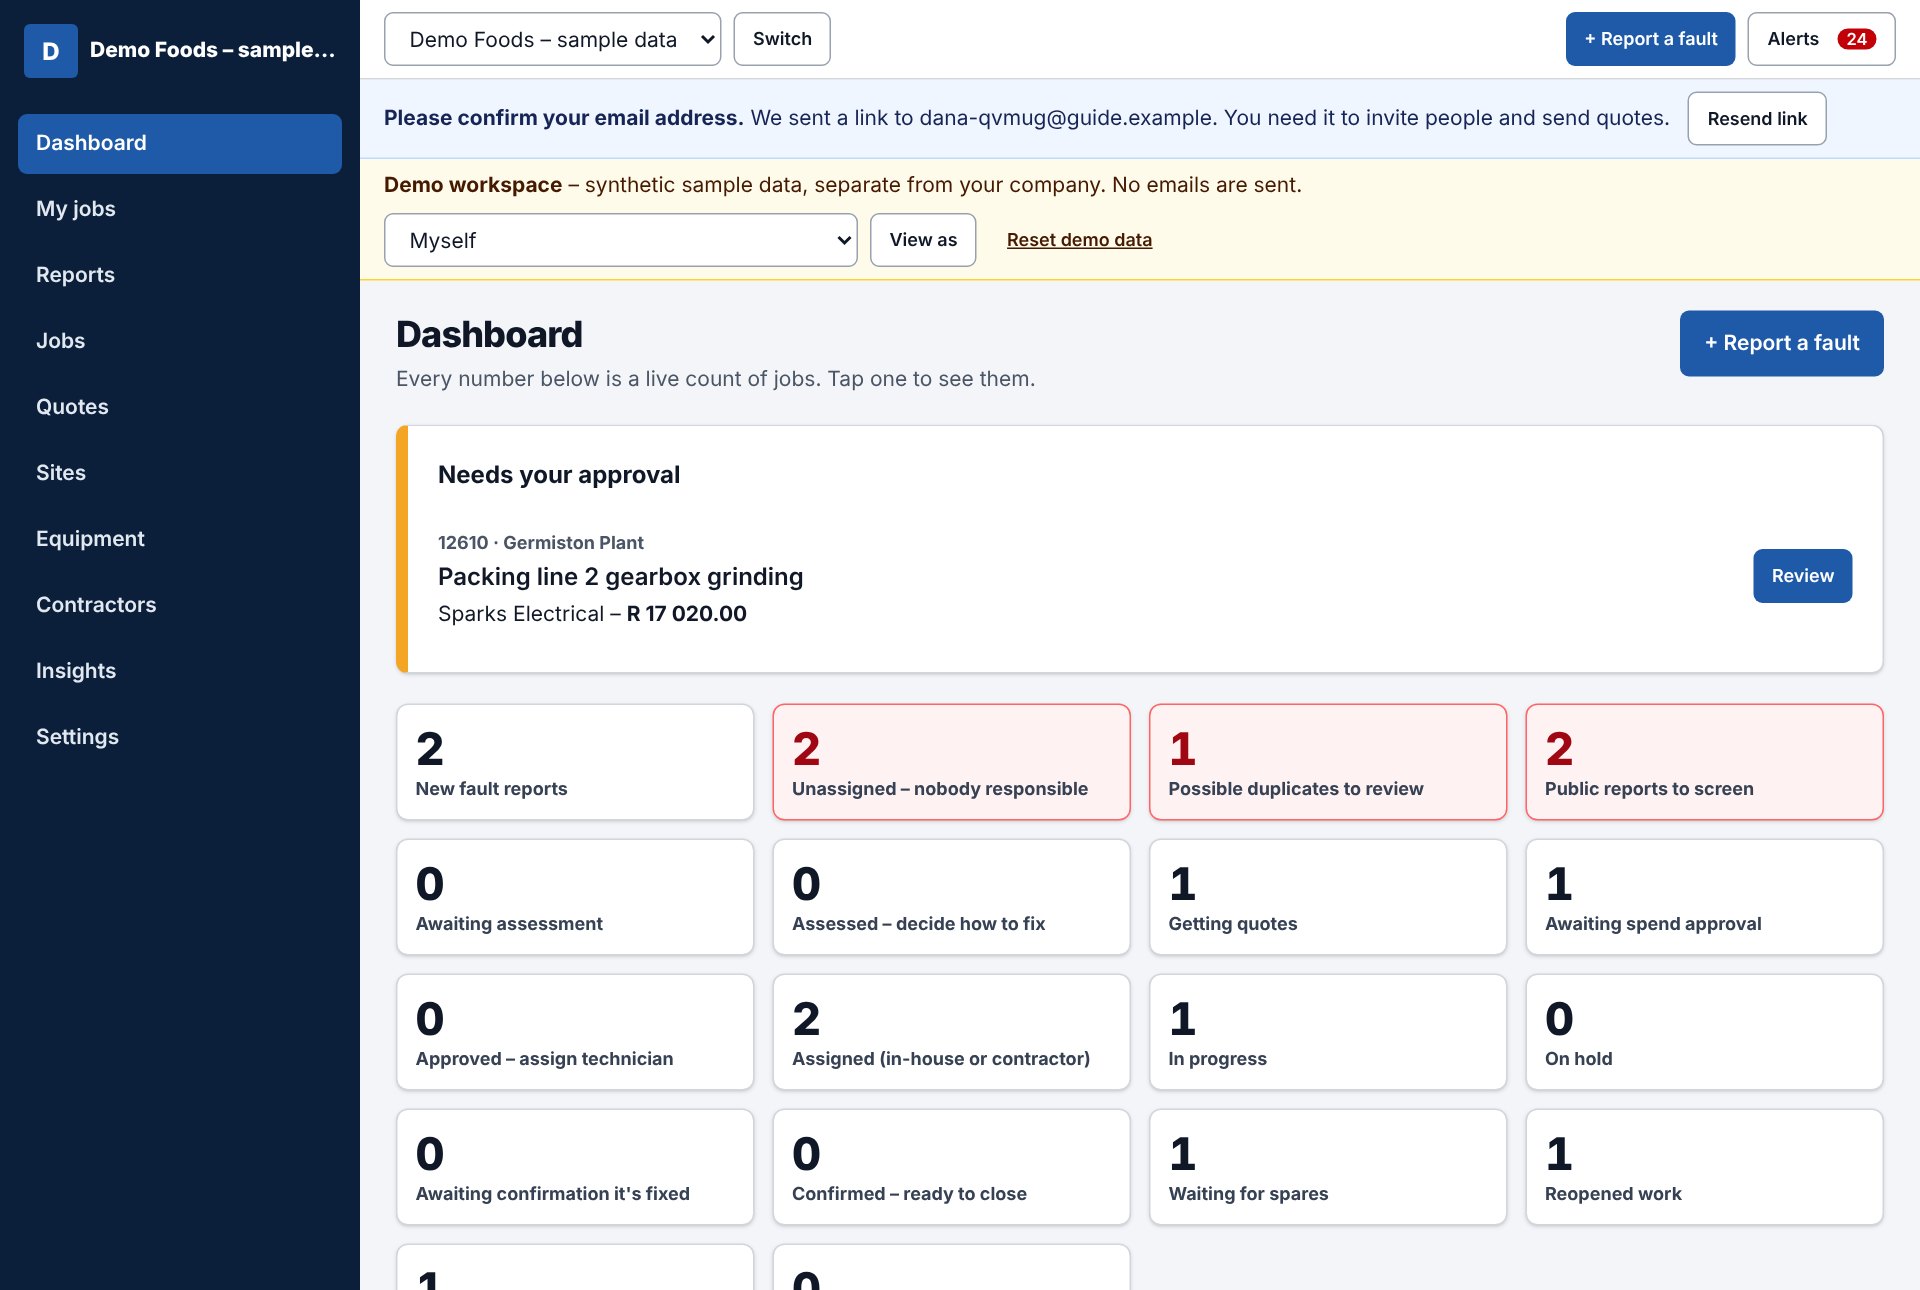 D
Demo Foods – sample...
Demo Foods – sample data
Switch
+ Report a fault
Alerts 24
Please confirm your email address. We sent a link to dana-qvmug@guide.example. You need it to invite people and send quotes.
Resend link
Demo workspace – synthetic sample data, separate from your company. No emails are sent.
Myself
View as
Reset demo data
Dashboard
My jobs
Reports
Jobs
Quotes
Sites
Equipment
Contractors
Insights
Settings
Dashboard
Every number below is a live count of jobs. Tap one to see them.
+ Report a fault
Needs your approval
12610 · Germiston Plant
Packing line 2 gearbox grinding
Sparks Electrical – R 17 020.00
Review
2
New fault reports
2
Unassigned – nobody responsible
1
Possible duplicates to review
2
Public reports to screen
0
Awaiting assessment
0
Assessed – decide how to fix
1
Getting quotes
1
Awaiting spend approval
0
Approved – assign technician
2
Assigned (in-house or contractor)
1
In progress
0
On hold
0
Awaiting confirmation it's fixed
0
Confirmed – ready to close
1
Waiting for spares
1
Reopened work
1
0